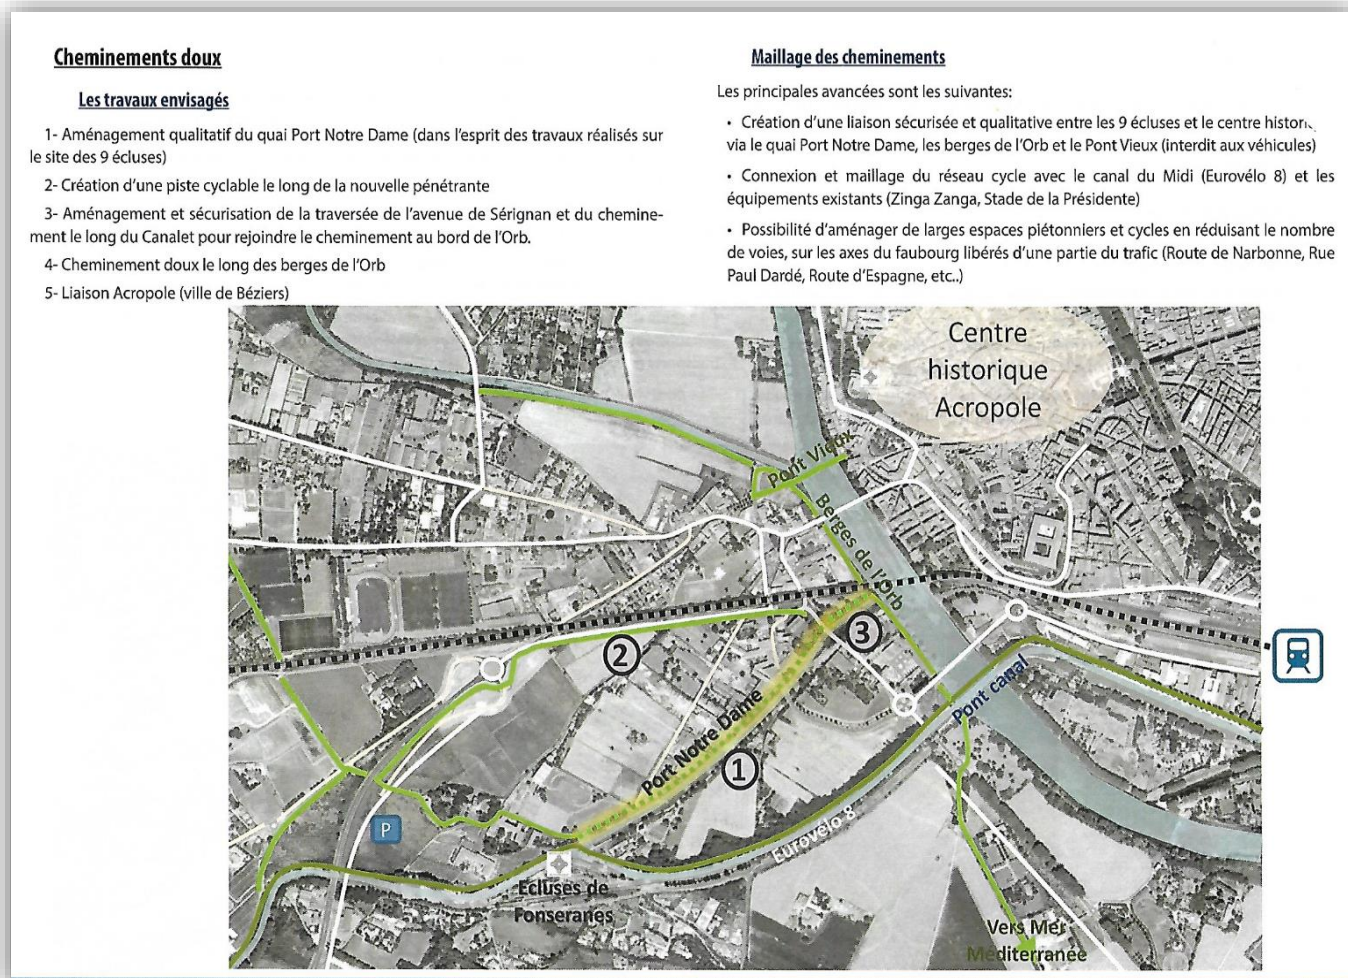 Cheminements doux
Les travaux envisagés
1- Aménagement qualitatif du quai Port Notre Dame (dans l'esprit des travaux réalisés sur
le site des 9 écluses)
2- Création d'une piste cyclable le long de la nouvelle pénétrante
3- Aménagement et sécurisation de la traversée de l'avenue de Sérignan et du chemine-
ment le long du Canalet pour rejoindre le cheminement au bord de l'Orb.
4- Cheminement doux le long des berges de l'Orb
5- Liaison Acropole (ville de Béziers)
Maillage des cheminements
Les principales avancées sont les suivantes:
• Création d'une liaison sécurisée et qualitative entre les 9 écluses et le centre histori
via le quai Port Notre Dame, les berges de l'Orb et le Pont Vieux (interdit aux véhicules)
• Connexion et maillage du réseau cycle avec le canal du Midi (Eurovélo 8) et les
équipements existants (Zinga Zanga, Stade de la Présidente)
• Possibilité d'aménager de larges espaces piétonniers et cycles en réduisant le nombre
de voies, sur les axes du faubourg libérés d'une partie du trafic (Route de Narbonne, Rue
Paul Dardé, Route d'Espagne, etc..)
Centre
historique
Acropole
Pont Vieux
Berges de l'Orb
3
2
Port Notre Dame
1
Pont canal
P
Eurovélo 8
Ecluses de
Fonseranes
Vers Mer
Méditerranée